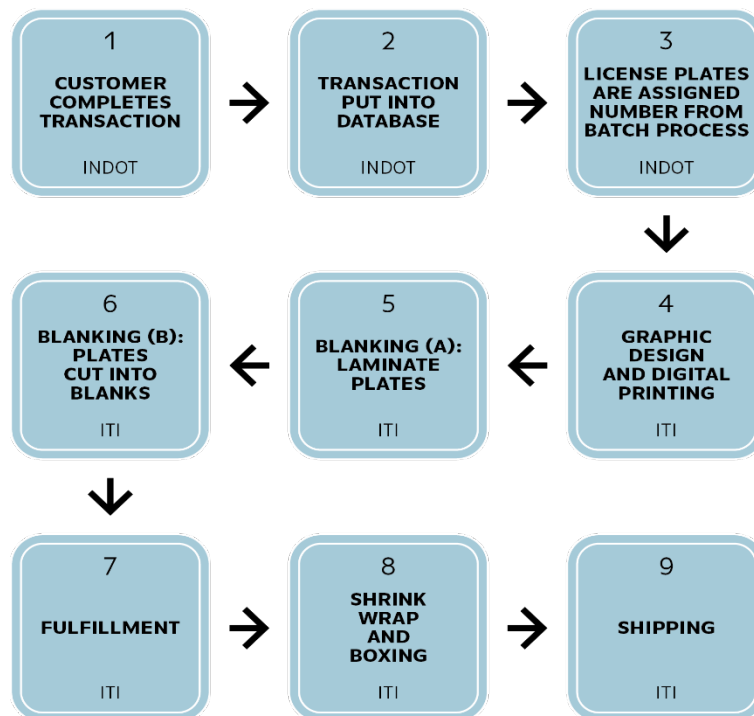 1
CUSTOMER
COMPLETES
TRANSACTION
INDOT
2
TRANSACTION
PUT INTO
DATABASE
INDOT
3
LICENSE PLATES
ARE ASSIGNED
NUMBER FROM
BATCH PROCESS
INDOT
4
GRAPHIC
DESIGN
AND DIGITAL
PRINTING
ITI
5
BLANKING (A):
LAMINATE
PLATES
ITI
6
BLANKING (B):
PLATES
CUT INTO
BLANKS
ITI
7
FULFILLMENT
ITI
8
SHRINK
WRAP
AND
BOXING
ITI
9
SHIPPING
ITI